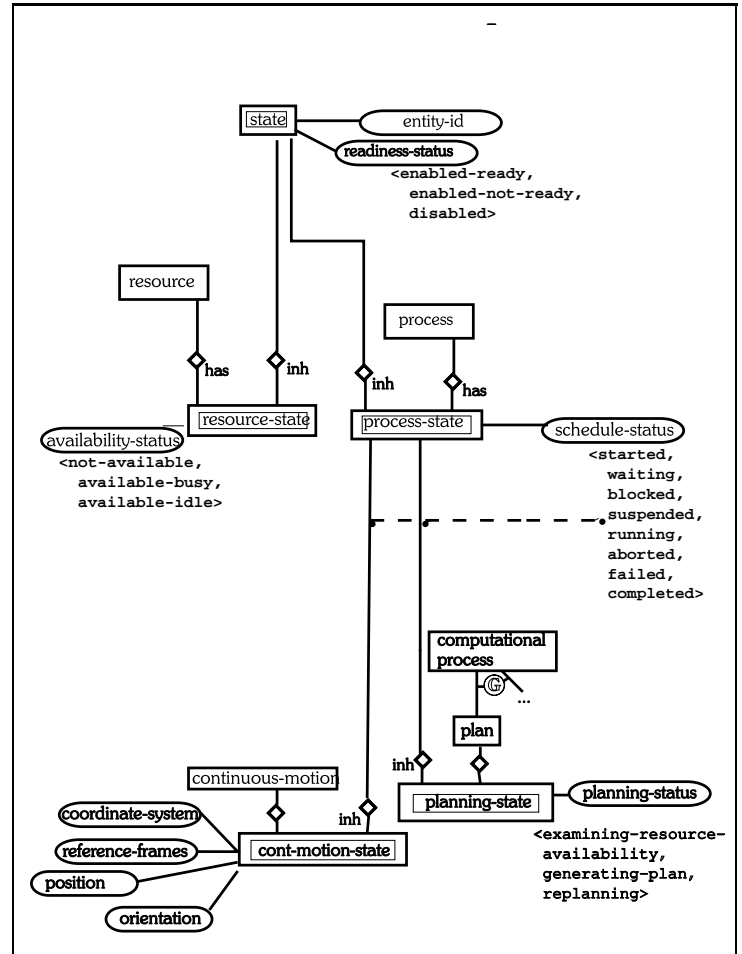 state
entity-id
readiness-status
<enabled-ready,
enabled-not-ready,
disabled>
resource
process
has
inh
inh
has
resource-state
process-state
availability-status
<not-available,
available-busy,
available-idle>
schedule-status
<started,
waiting,
blocked,
suspended,
running,
aborted,
failed,
completed>
computational
process
G
...
plan
inh
continuous-motion
planning-state
planning-status
coordinate-system
inh
reference-frames
cont-motion-state
position
orientation
<examining-resource-
availability,
generating-plan,
replanning>